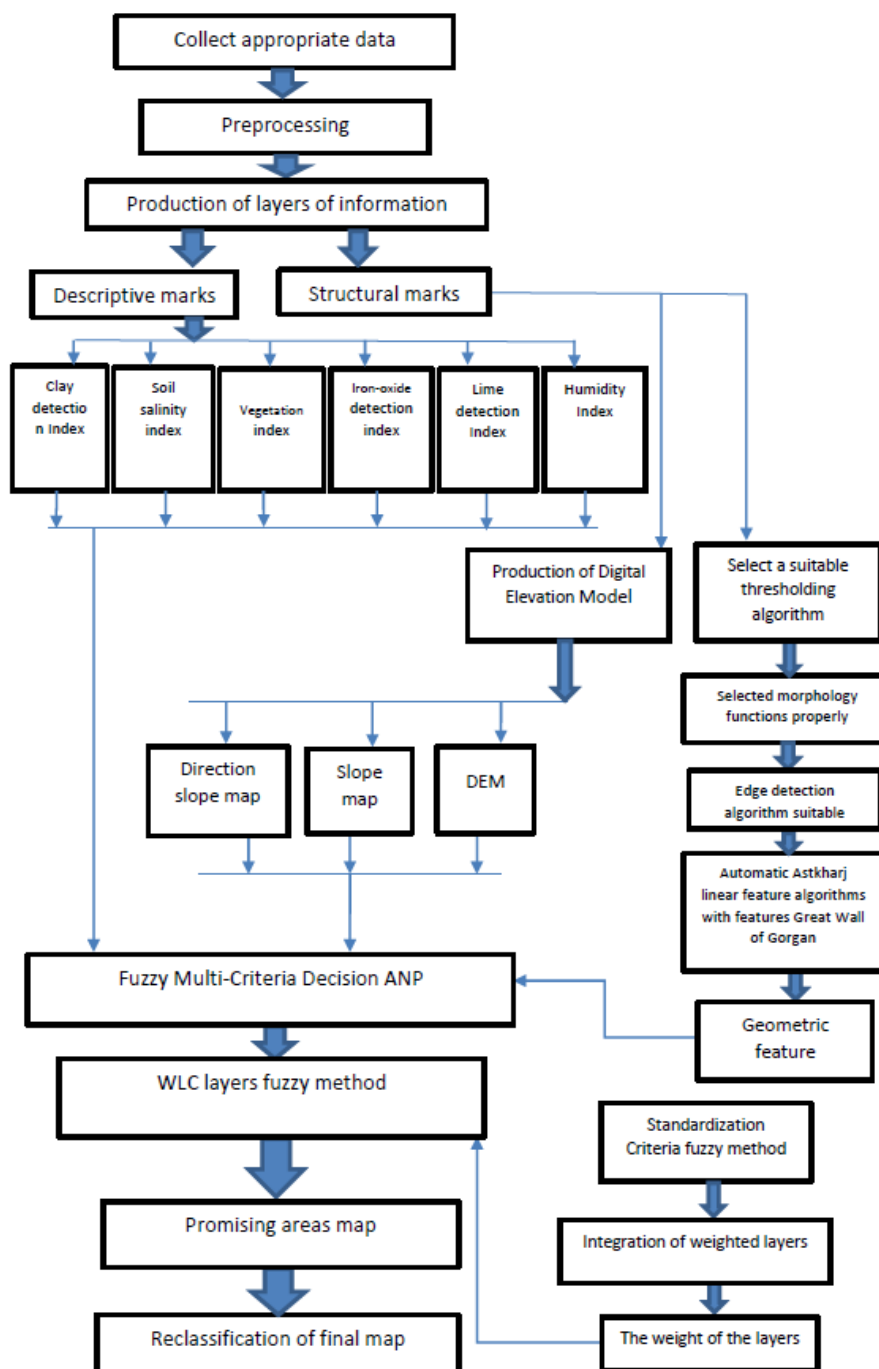 Collect appropriate data
Preprocessing
Production of layers of information
Descriptive marks
Structural marks
Clay
detectio
n Index
Soil
salinity
index
Vegetation
index
Iron-oxide
detection
index
Lime
detection
Index
Humidity
Index
Production of Digital
Elevation Model
Select a suitable
thresholding
algorithm
Selected morphology
functions properly
Edge detection
algorithm suitable
Automatic Astkharj
linear feature algorithms
with features Great Wall
of Gorgan
Geometric
feature
Direction
slope map
Slope
map
DEM
Fuzzy Multi-Criteria Decision ANP
WLC layers fuzzy method
Promising areas map
Reclassification of final map
Standardization
Criteria fuzzy method
Integration of weighted layers
The weight of the layers